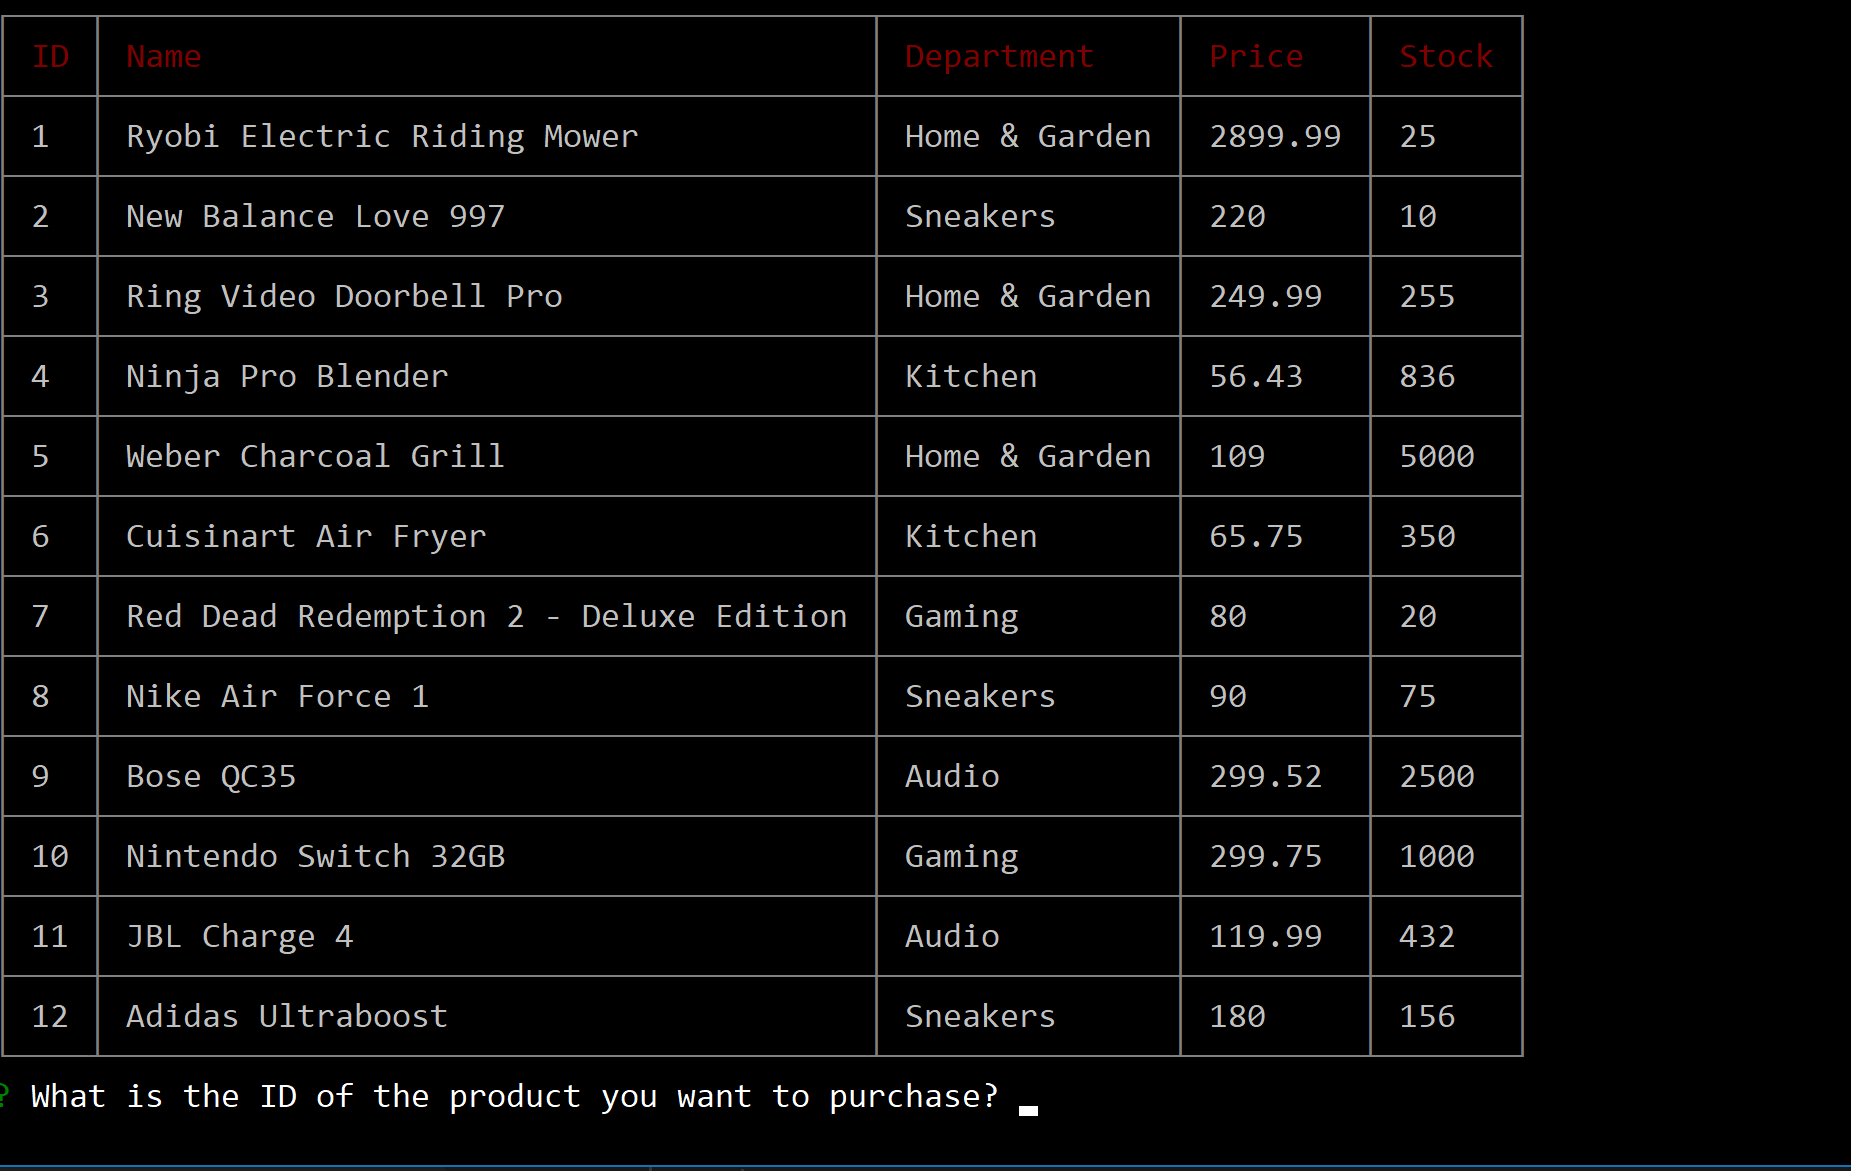 ID Name Department Price Stock
1 Ryobi Electric Riding Mower Home & Garden 2899.99 25
2 New Balance Love 997 Sneakers 220 10
3 Ring Video Doorbell Pro Home & Garden 249.99 255
4 Ninja Pro Blender Kitchen 56.43 836
5 Weber Charcoal Grill Home & Garden 109 5000
6 Cuisinart Air Fryer Kitchen 65.75 350
7 Red Dead Redemption 2 - Deluxe Edition Gaming 80 20
8 Nike Air Force 1 Sneakers 90 75
9 Bose QC35 Audio 299.52 2500
10 Nintendo Switch 32GB Gaming 299.75 1000
11 JBL Charge 4 Audio 119.99 432
12 Adidas Ultraboost Sneakers 180 156
? What is the ID of the product you want to purchase?